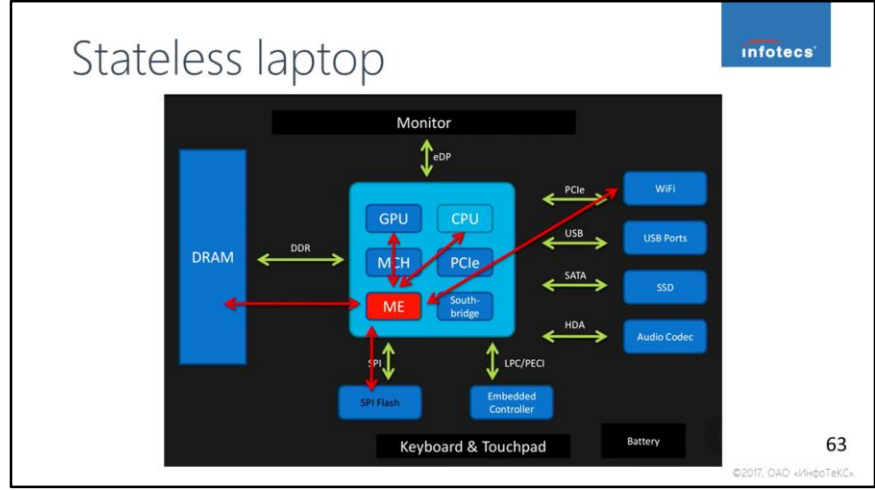 Stateless laptop
infotecs
Monitor
eDP
DRAM
DDR
GPU
CPU
MCH
PCIe
ME
South-
bridge
PCIe
WiFi
USB
USB Ports
SATA
SSD
HDA
Audio Codec
SPI
LPC/PECI
SPI Flash
Embedded
Controller
Keyboard & Touchpad
Battery
63
©2017, ОАО «ИнфоТеКС».